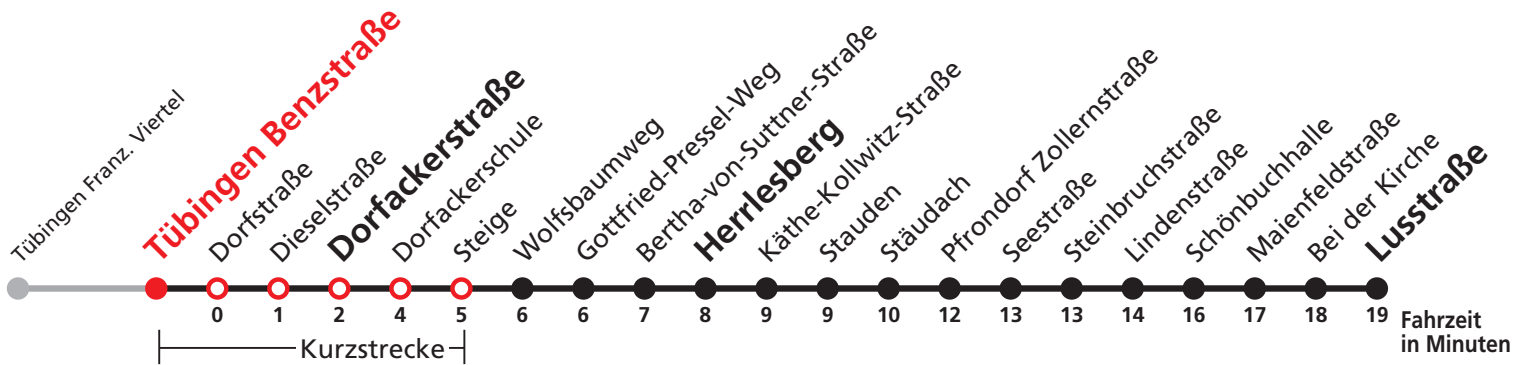 Tübingen Franz. Viertel
Tübingen Benzstraße
Dorfstraße
Dieselstraße
Dorfackerstraße
Dorfackerschule
Steige
Wolfsbaumweg
Gottfried-Pressel-Weg
Bertha-von-Suttner-Straße
Herrlesberg
Käthe-Kollwitz-Straße
Stauden
Stäudach
Pfrondorf Zollernstraße
Seestraße
Steinbruchstraße
Lindenstraße
Schönbuchhalle
Maienfeldstraße
Bei der Kirche
Lusstraße
0 1 2 4 5 6 6 7 8 9 9 10 12 13 13 14 16 17 18 19
Fahrzeit
in Minuten
Kurzstrecke